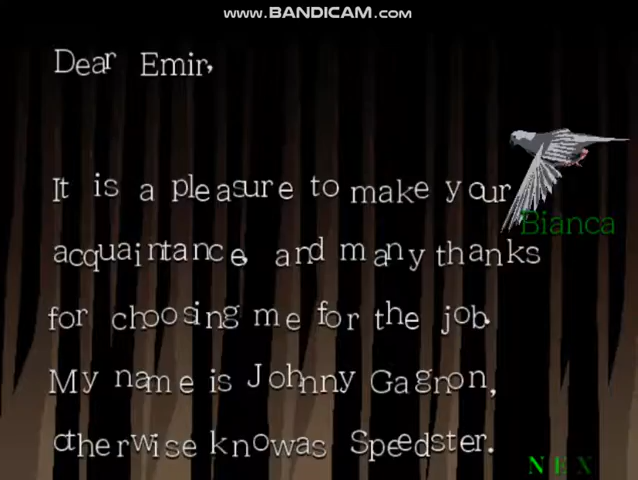 www.BANDICAM.com
Dear Emir,
It is a pleasure to make your
Bianca
acquaintance, and many thanks
for choosing me for the job.
My name is Johnny Gagnon,
otherwise knowas Speedster.
NEX